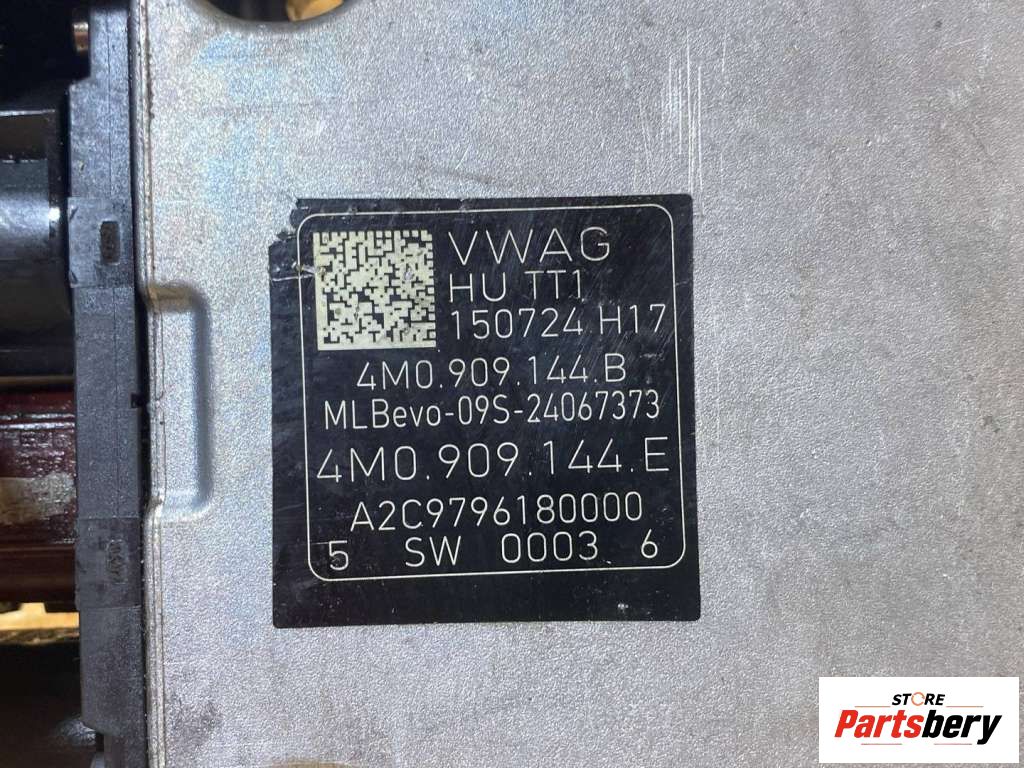 VWAG
HU TT1
150724 H17
4M0.909.144.B
MLBevo-09S-24067373
4M0.909.144.E
A2C9796180000
5 SW 0003 6
STORE
Partsbery